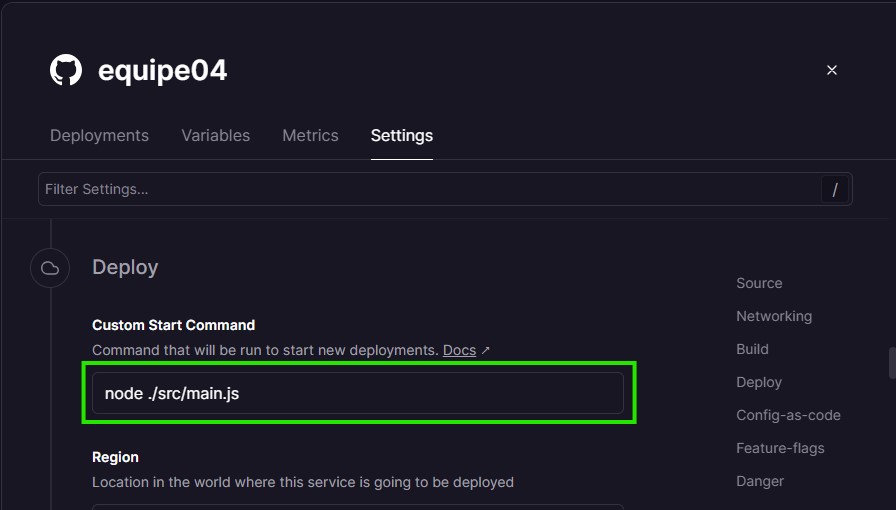 equipe04
×
Deployments Variables Metrics Settings
Filter Settings... /
Deploy
Custom Start Command
Command that will be run to start new deployments. Docs ↗
node ./src/main.js
Region
Location in the world where this service is going to be deployed
Source
Networking
Build
Deploy
Config-as-code
Feature-flags
Danger